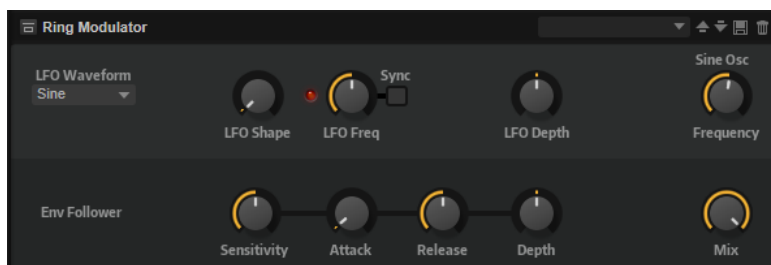 Ring Modulator
Sine Osc
LFO Waveform
Sync
Sine
LFO Shape
LFO Freq
LFO Depth
Frequency
Env Follower
Sensitivity
Attack
Release
Depth
Mix